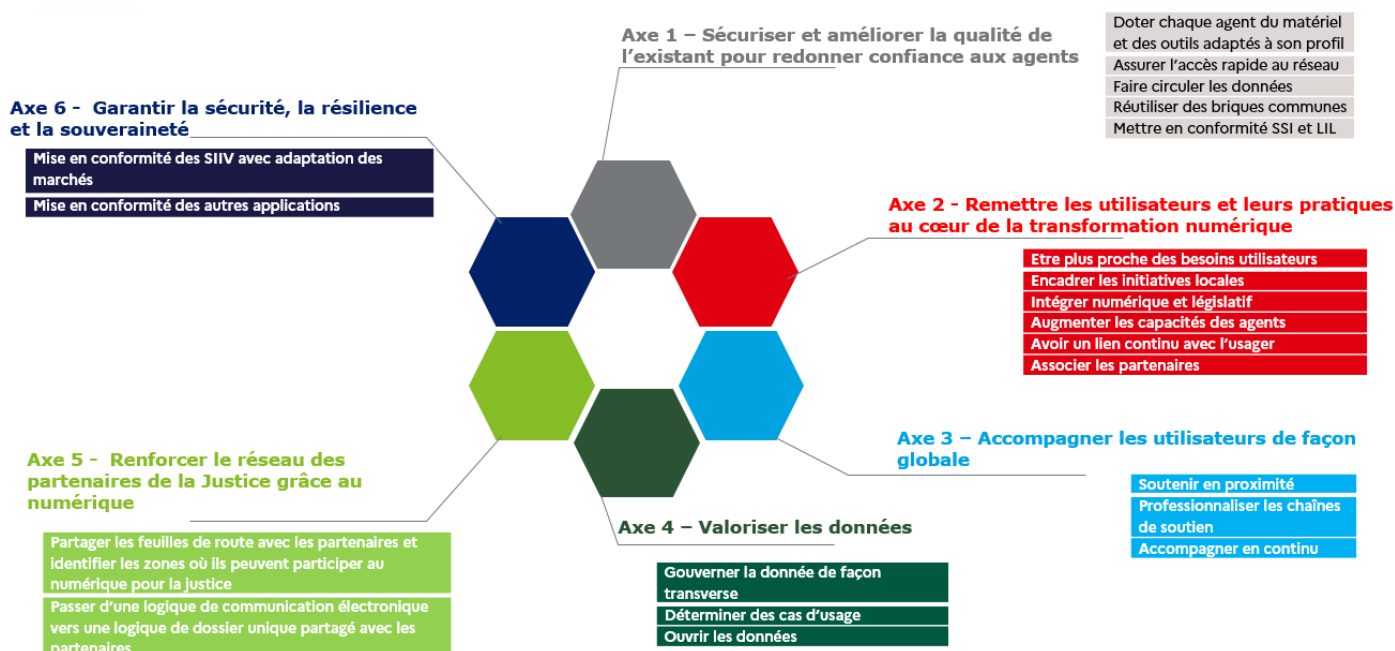 Axe 1 – Sécuriser et améliorer la qualité de
l’existant pour redonner confiance aux agents
Doter chaque agent du matériel
et des outils adaptés à son profil
Assurer l’accès rapide au réseau
Faire circuler les données
Réutiliser des briques communes
Mettre en conformité SSI et LIL
Axe 2 - Remettre les utilisateurs et leurs pratiques
au cœur de la transformation numérique
Etre plus proche des besoins utilisateurs
Encadrer les initiatives locales
Intégrer numérique et législatif
Augmenter les capacités des agents
Avoir un lien continu avec l’usager
Associer les partenaires
Axe 3 – Accompagner les utilisateurs de façon
globale
Soutenir en proximité
Professionnaliser les chaînes
de soutien
Accompagner en continu
Axe 4 – Valoriser les données
Gouverner la donnée de façon
transverse
Déterminer des cas d’usage
Ouvrir les données
Axe 5 - Renforcer le réseau des
partenaires de la Justice grâce au
numérique
Partager les feuilles de route avec les partenaires et
identifier les zones où ils peuvent participer au
numérique pour la justice
Passer d’une logique de communication électronique
vers une logique de dossier unique partagé avec les
partenaires
Axe 6 - Garantir la sécurité, la résilience
et la souveraineté
Mise en conformité des SIIV avec adaptation des
marchés
Mise en conformité des autres applications